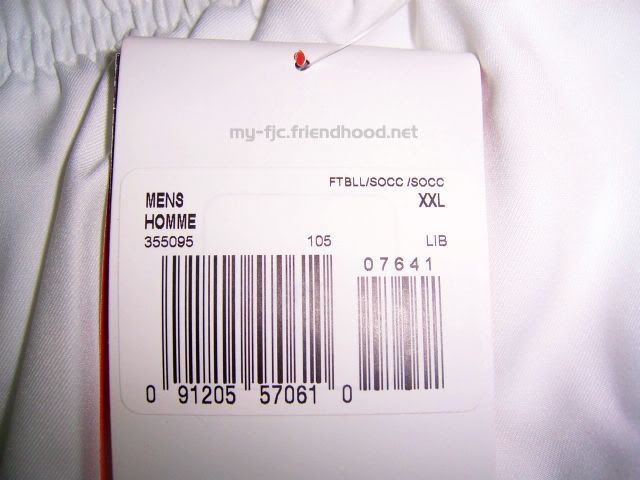 my-fjc.friendhood.net
FTBLL/SOCC /SOCC
MENS XXL
HOMME
355095 105 LIB
07641
0 91205 57061 0